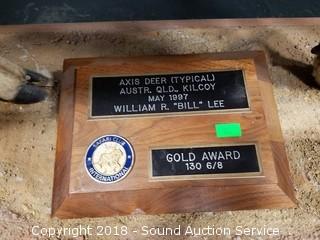 AXIS DEER (TYPICAL)
AUSTR. QLD., KILCOY
MAY 1997
WILLIAM R. "BILL" LEE
SAFARI CLUB
INTERNATIONAL
GOLD AWARD
130 6/8
Copyright 2018 - Sound Auction Service